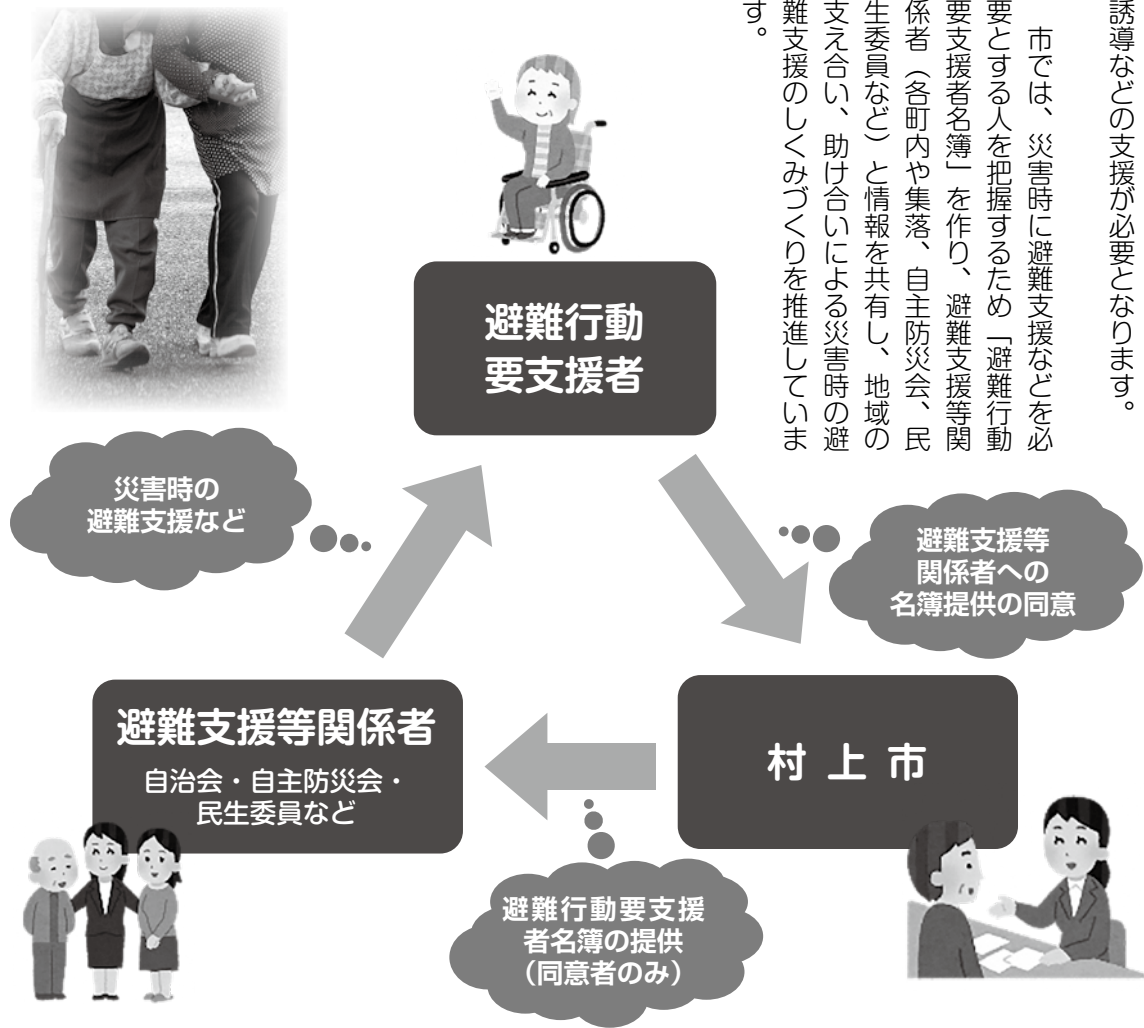 誘導などの支援が必要となります。
市では、災害時に避難支援などを必
要とする人を把握するため「避難行動
要支援者名簿」を作り、避難支援等関
係者（各町内や集落、自主防災会、民
生委員など）と情報を共有し、地域の
支え合い、助け合いによる災害時の避
難支援のしくみづくりを推進していま
す。
避難行動
要支援者
災害時の
避難支援など
避難支援等
関係者への
名簿提供の同意
避難支援等関係者
自治会・自主防災会・
民生委員など
村上市
避難行動要支援
者名簿の提供
（同意者のみ）